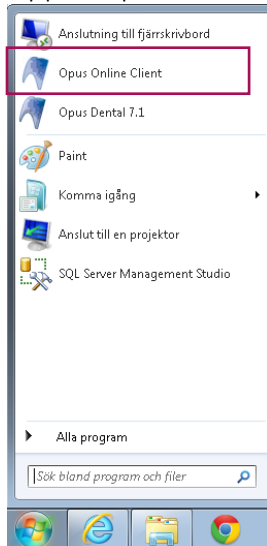 Anslutning till fjärrskrivbord
Opus Online Client
Opus Dental 7.1
Paint
Komma igång
Anslut till en projektor
SQL Server Management Studio
Alla program
Sök bland program och filer